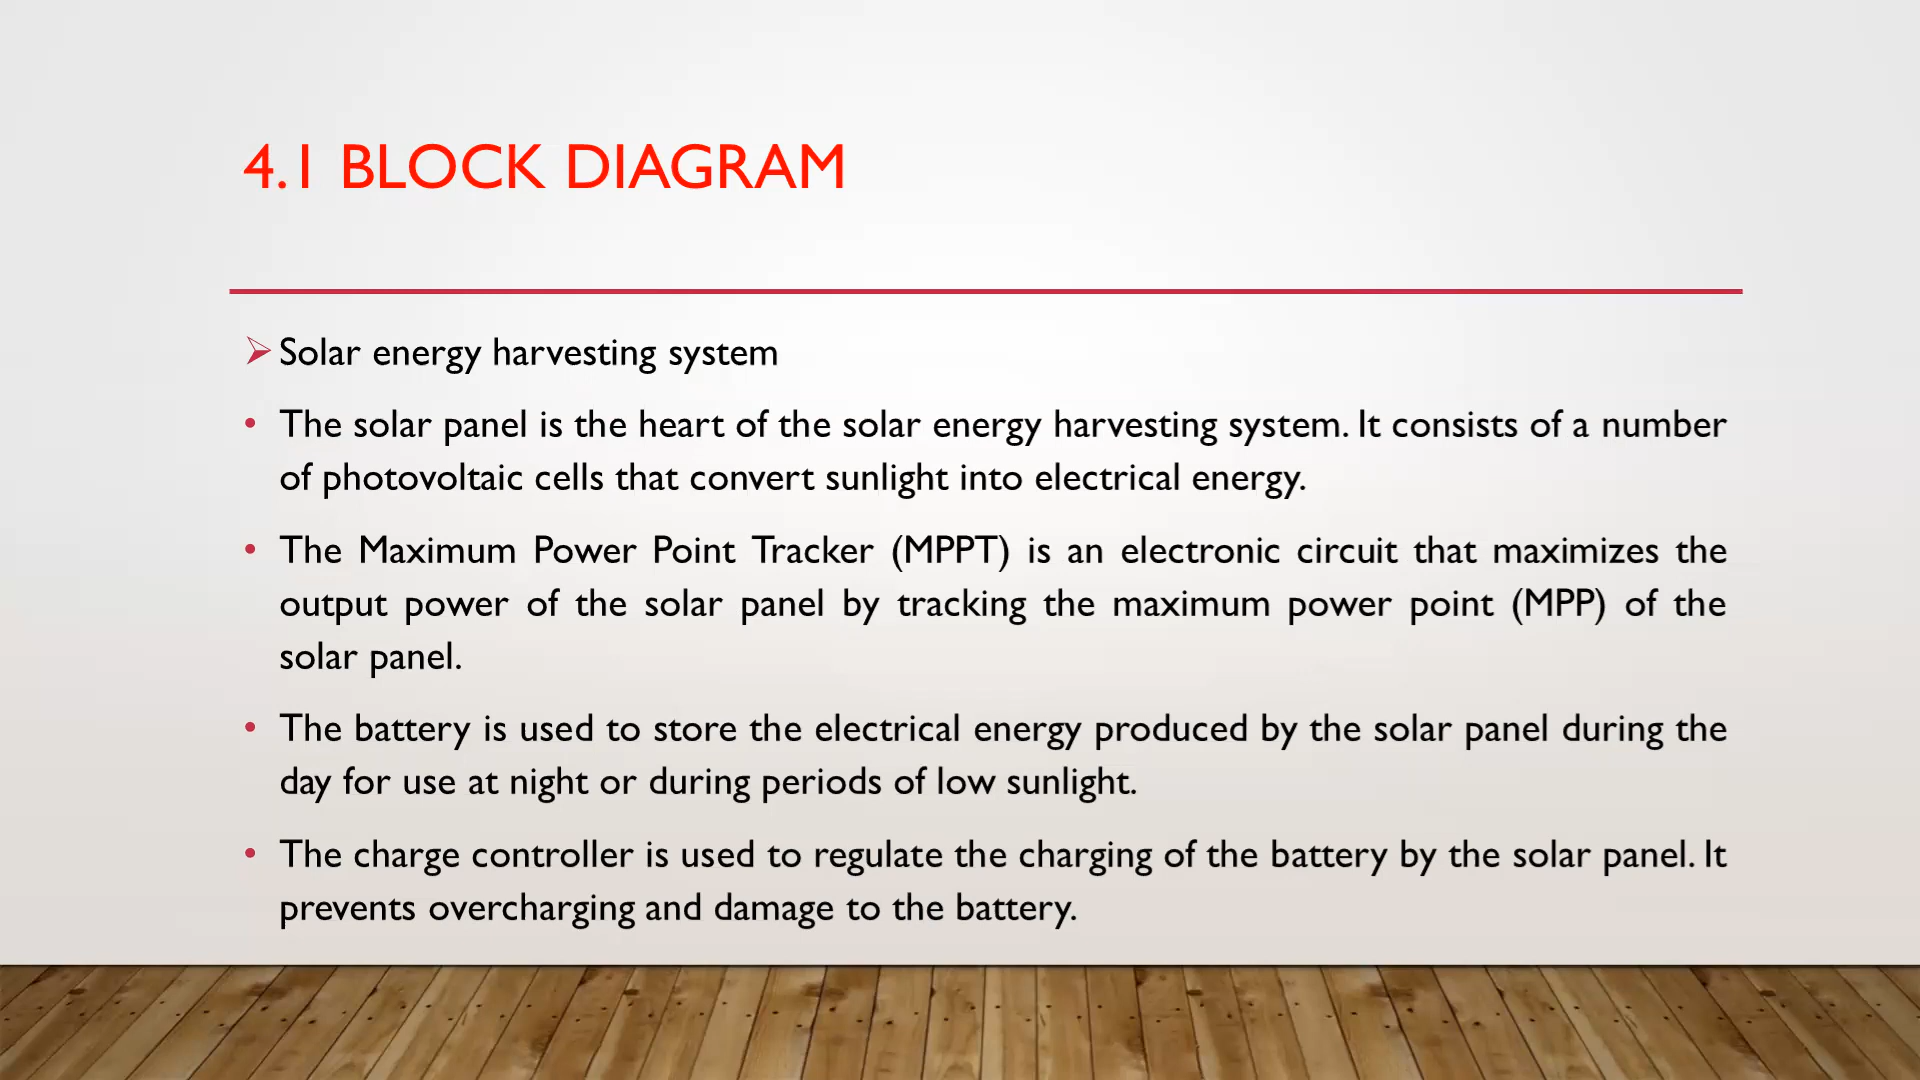 4.1 BLOCK DIAGRAM
➢ Solar energy harvesting system
• The solar panel is the heart of the solar energy harvesting system. It consists of a number
of photovoltaic cells that convert sunlight into electrical energy.
• The Maximum Power Point Tracker (MPPT) is an electronic circuit that maximizes the
output power of the solar panel by tracking the maximum power point (MPP) of the
solar panel.
• The battery is used to store the electrical energy produced by the solar panel during the
day for use at night or during periods of low sunlight.
• The charge controller is used to regulate the charging of the battery by the solar panel. It
prevents overcharging and damage to the battery.